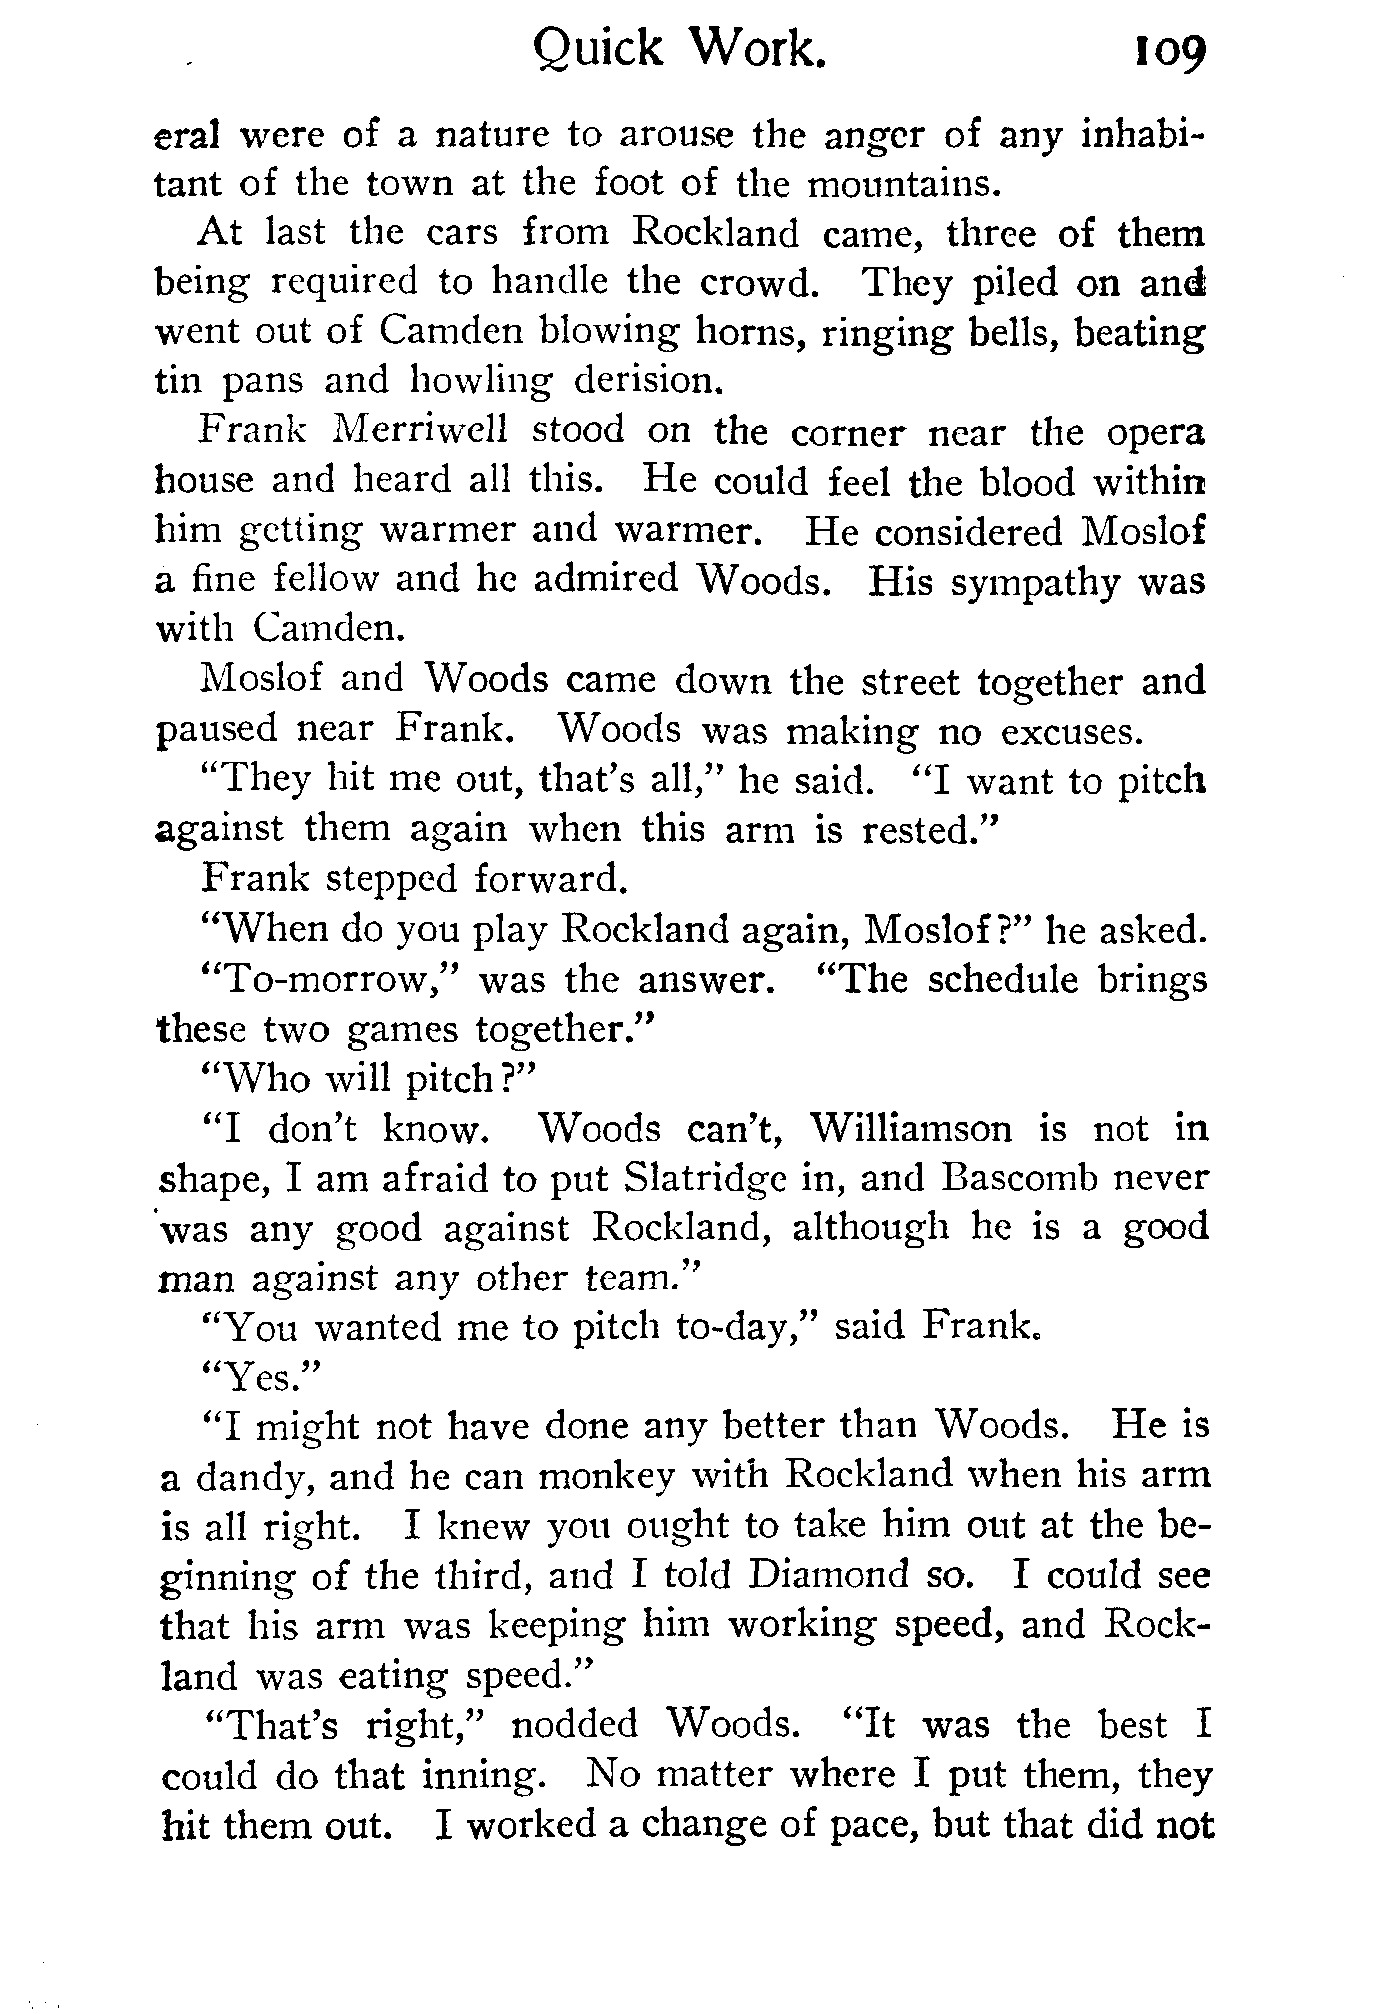 Quick Work. 109
eral were of a nature to arouse the anger of any inhabi-
tant of the town at the foot of the mountains.
At last the cars from Rockland came, three of them
being required to handle the crowd. They piled on and
went out of Camden blowing horns, ringing bells, beating
tin pans and howling derision.
Frank Merriwell stood on the corner near the opera
house and heard all this. He could feel the blood within
him getting warmer and warmer. He considered Moslof
a fine fellow and he admired Woods. His sympathy was
with Camden.
Moslof and Woods came down the street together and
paused near Frank. Woods was making no excuses.
“They hit me out, that’s all,” he said. “I want to pitch
against them again when this arm is rested.”
Frank stepped forward.
“When do you play Rockland again, Moslof?” he asked.
“To-morrow,” was the answer. “The schedule brings
these two games together.”
“Who will pitch?”
“I don’t know. Woods can’t, Williamson is not in
shape, I am afraid to put Slatridge in, and Bascomb never
was any good against Rockland, although he is a good
man against any other team.”
“You wanted me to pitch to-day,” said Frank.
“Yes.”
“I might not have done any better than Woods. He is
a dandy, and he can monkey with Rockland when his arm
is all right. I knew you ought to take him out at the be-
ginning of the third, and I told Diamond so. I could see
that his arm was keeping him working speed, and Rock-
land was eating speed.”
“That’s right,” nodded Woods. “It was the best I
could do that inning. No matter where I put them, they
hit them out. I worked a change of pace, but that did not